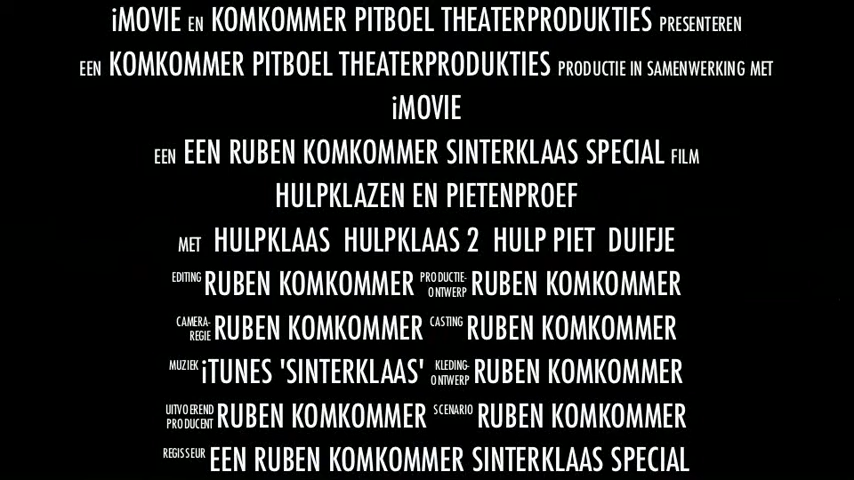 iMOVIE EN KOMKOMMER PITBOEL THEATERPRODUKTIES PRESENTEREN
EEN KOMKOMMER PITBOEL THEATERPRODUKTIES PRODUCTIE IN SAMENWERKING MET
iMOVIE
EEN EEN RUBEN KOMKOMMER SINTERKLAAS SPECIAL FILM
HULPKLAZEN EN PIETENPROEF
MET HULPKLAAS HULPKLAAS 2 HULP PIET DUIFJE
EDITING RUBEN KOMKOMMER PRODUCTIE-ONTWERP RUBEN KOMKOMMER
CAMERA-REGIE RUBEN KOMKOMMER CASTING RUBEN KOMKOMMER
MUZIEK iTUNES 'SINTERKLAAS' KLEDING-ONTWERP RUBEN KOMKOMMER
UITVOEREND PRODUCENT RUBEN KOMKOMMER SCENARIO RUBEN KOMKOMMER
REGISSEUR EEN RUBEN KOMKOMMER SINTERKLAAS SPECIAL